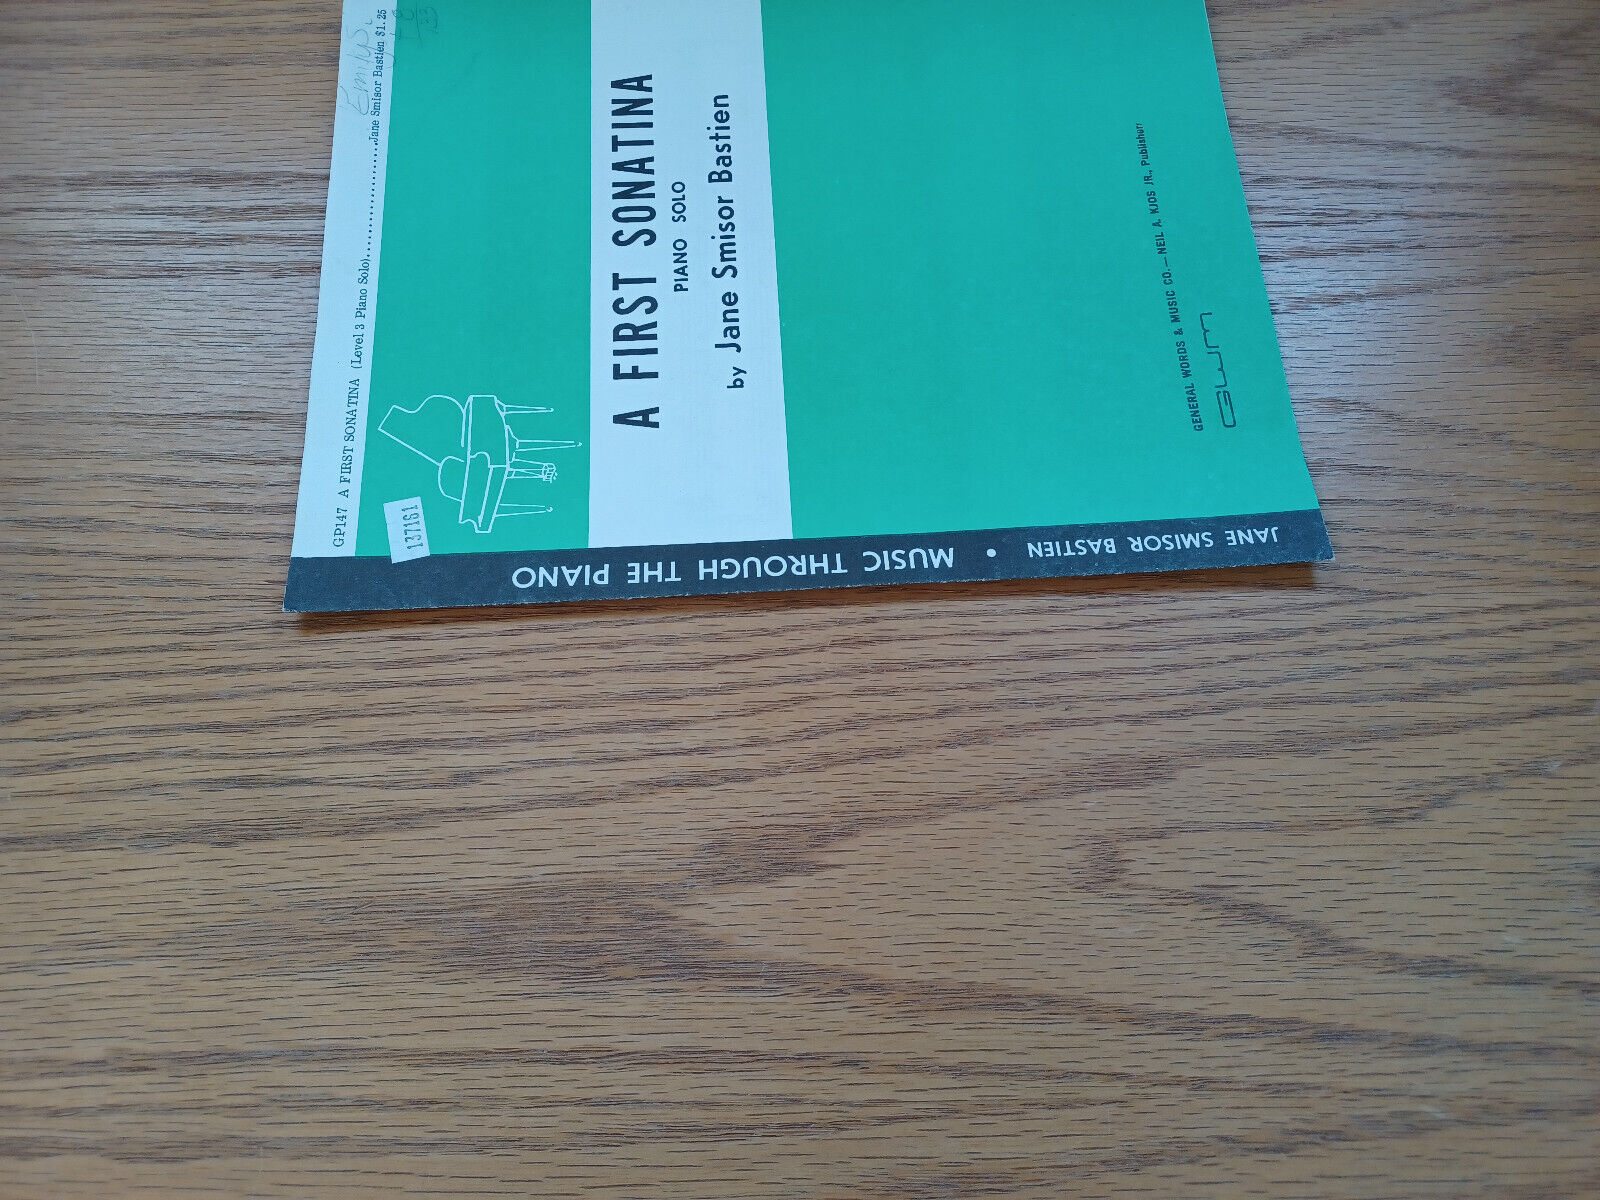 Emily's
GP147 A FIRST SONATINA (Level 3 Piano Solo)....................Jane Smisor Bastien $1.25
137161
A FIRST SONATINA
PIANO SOLO
by Jane Smisor Bastien
GENERAL WORDS & MUSIC CO.—NEIL A. KJOS JR., Publisher
GWM
JANE SMISOR BASTIEN • MUSIC THROUGH THE PIANO